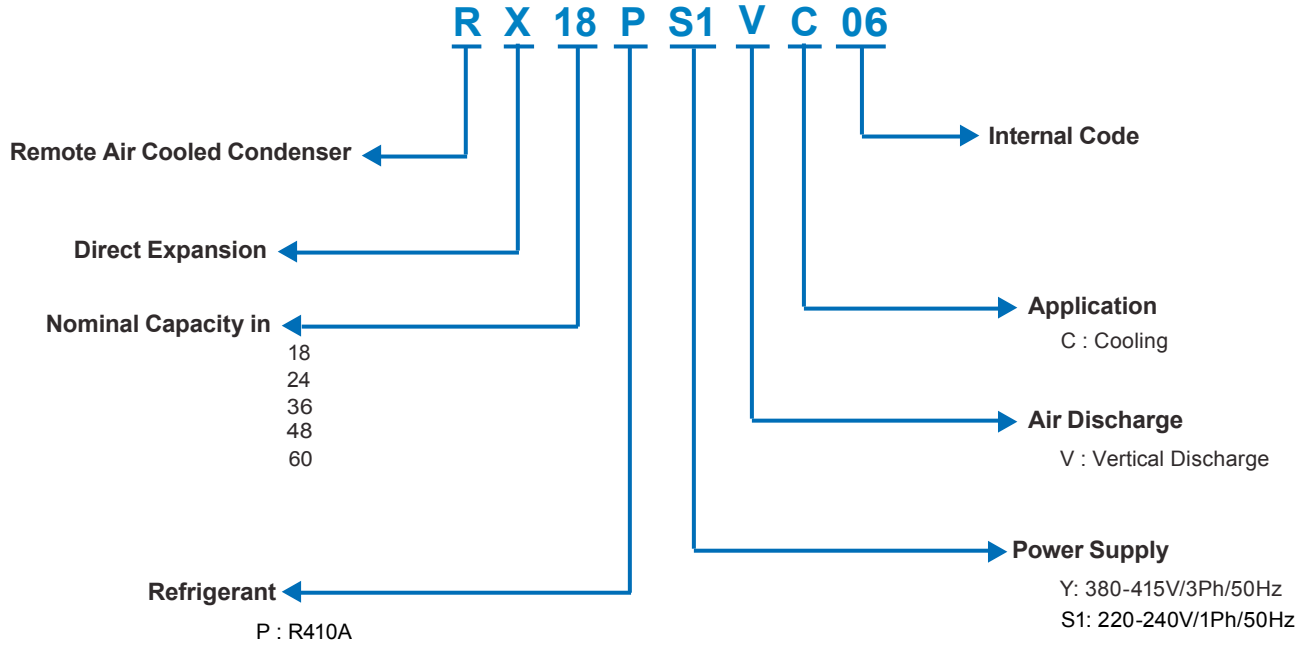 R X 18 P S1 V C 06
Internal Code
Remote Air Cooled Condenser
Direct Expansion
Nominal Capacity in
18
24
36
48
60
Application
C : Cooling
Air Discharge
V : Vertical Discharge
Power Supply
Y: 380-415V/3Ph/50Hz
S1: 220-240V/1Ph/50Hz
Refrigerant
P : R410A